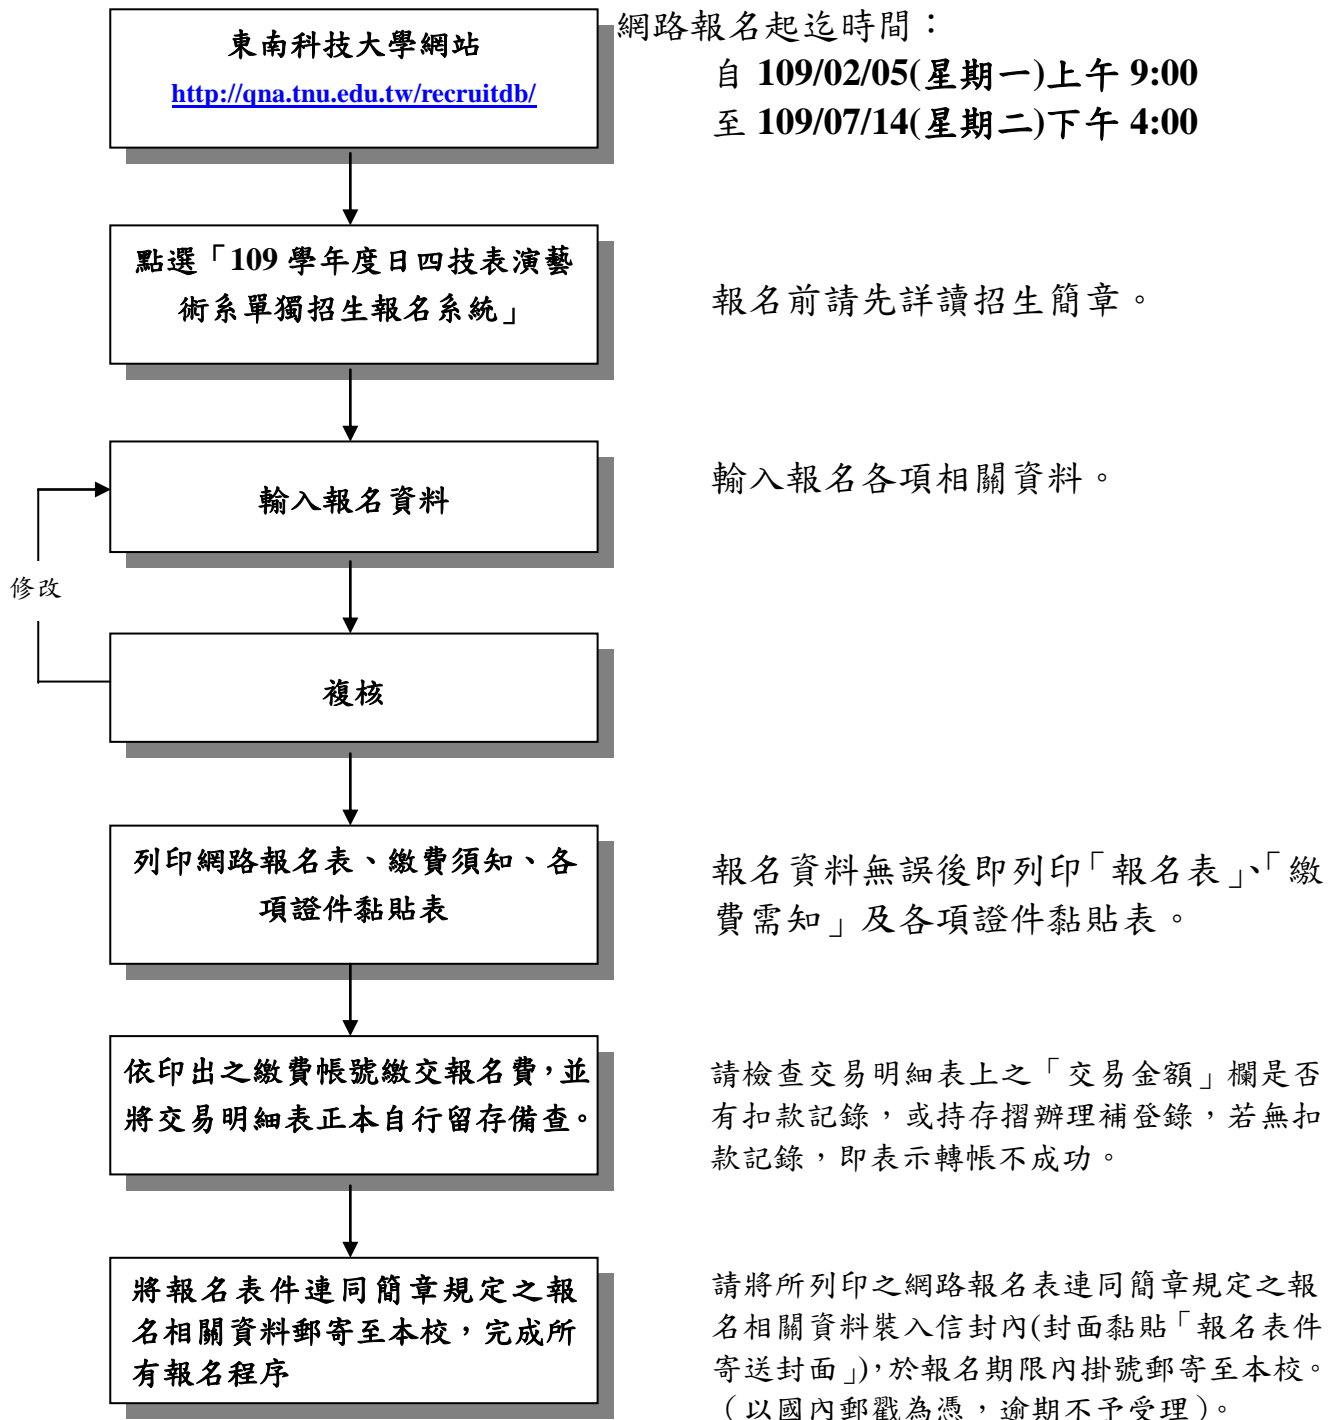 東南科技大學網站
http://qna.tnu.edu.tw/recruitdb/
網路報名起迄時間：
自 109/02/05(星期一)上午 9:00
至 109/07/14(星期二)下午 4:00
點選「109 學年度日四技表演藝
術系單獨招生報名系統」
報名前請先詳讀招生簡章。
輸入報名資料
輸入報名各項相關資料。
修改
複核
列印網路報名表、繳費須知、各
項證件黏貼表
報名資料無誤後即列印「報名表」、「繳
費需知」及各項證件黏貼表。
依印出之繳費帳號繳交報名費，並
將交易明細表正本自行留存備查。
請檢查交易明細表上之「交易金額」欄是否
有扣款記錄，或持存摺辦理補登錄，若無扣
款記錄，即表示轉帳不成功。
將報名表件連同簡章規定之報
名相關資料郵寄至本校，完成所
有報名程序
請將所列印之網路報名表連同簡章規定之報
名相關資料裝入信封內(封面黏貼「報名表件
寄送封面」)，於報名期限內掛號郵寄至本校。
（以國內郵戳為憑，逾期不予受理）。